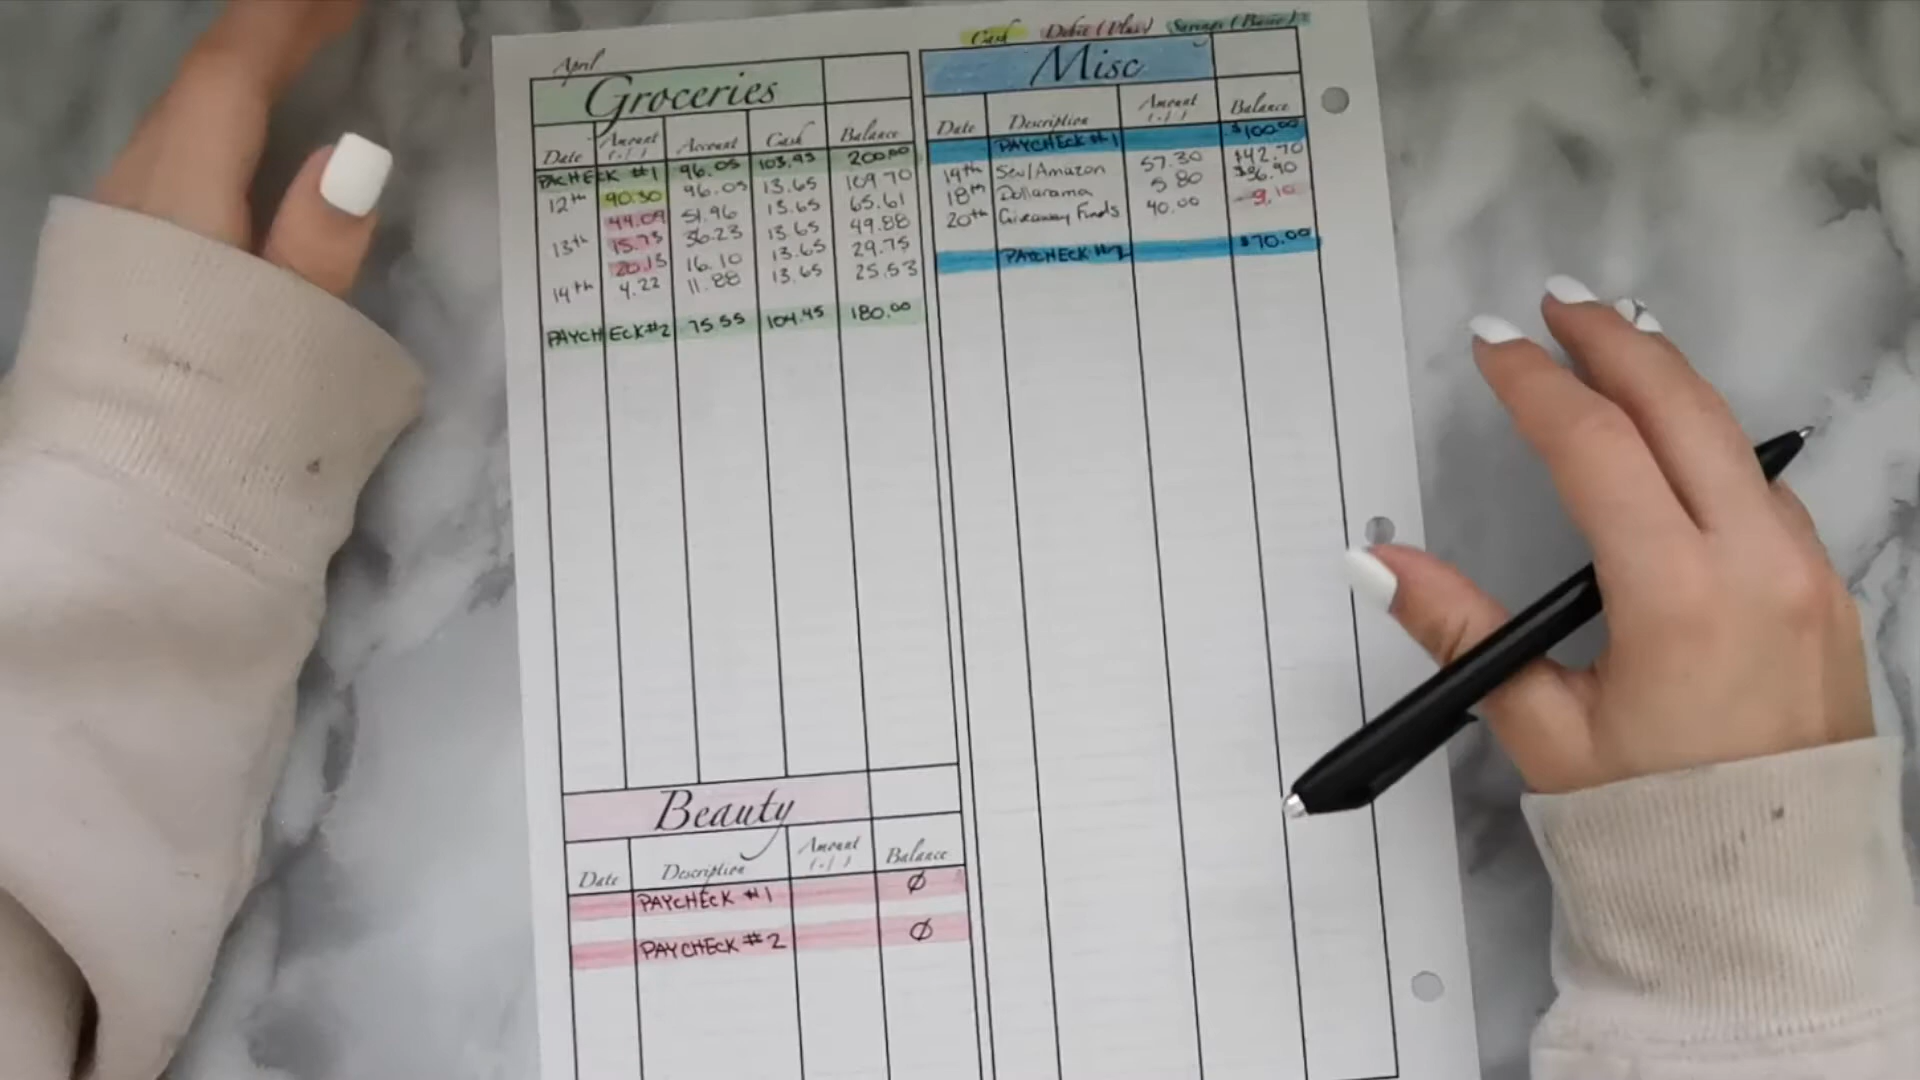 April
Cash Debit (Plus) Savings (Basic)
Groceries
Date Amount (-/ ) Account Cash Balance
PACHECK #1 96.05 103.95 200.00
12th 90.30 96.05 13.65 109.70
44.09 51.96 13.65 65.61
13th 15.73 36.23 13.65 49.88
20.13 16.10 13.65 29.75
14th 4.22 11.88 13.65 25.53
PAYCHECK #2 75.55 104.45 180.00
Misc
Date Description Amount (-/ ) Balance
PAYCHECK #1 $100.00
14th Amazon 57.30 $42.70
18th Dollarama 5.80 $36.90
20th Giveaway Finds 40.00 -3.10
PAYCHECK $70.00
Beauty
Date Description Amount (-/ ) Balance
PAYCHECK #1 Ø
PAYCHECK #2 Ø